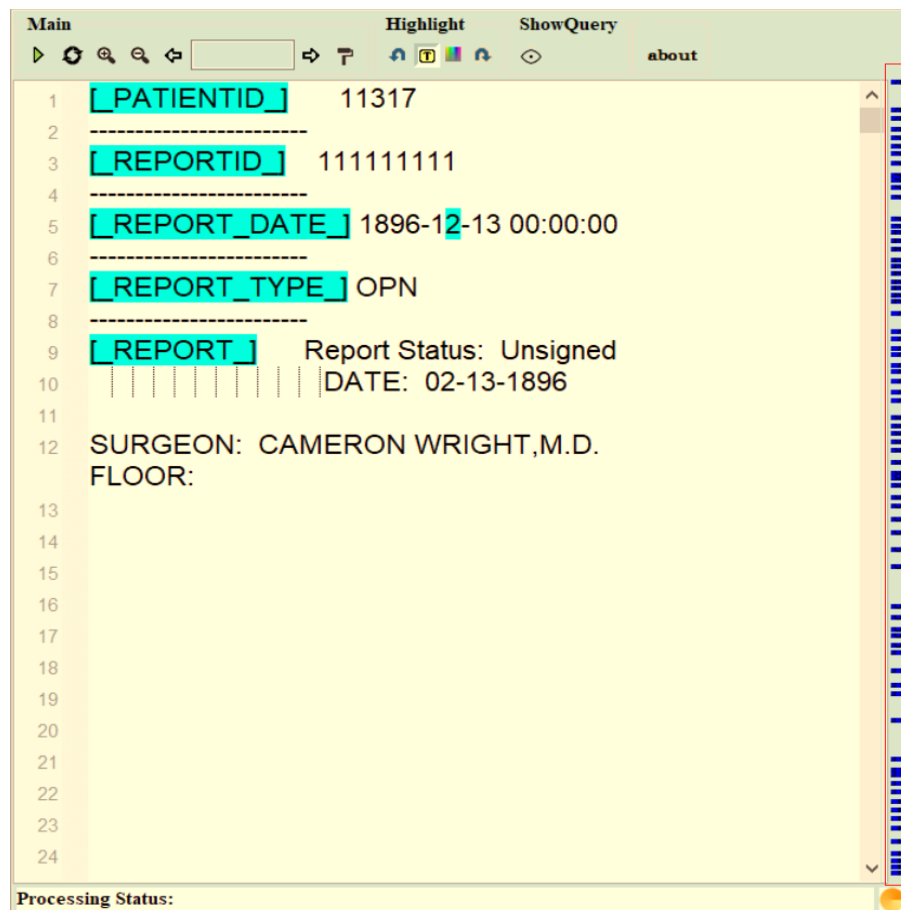 Main Highlight ShowQuery
about
1 [_PATIENTID_] 11317
2 ------------------------
3 [_REPORTID_] 111111111
4 ------------------------
5 [_REPORT_DATE_] 1896-12-13 00:00:00
6 ------------------------
7 [_REPORT_TYPE_] OPN
8 ------------------------
9 [_REPORT_] Report Status: Unsigned
10 DATE: 02-13-1896
11
12 SURGEON: CAMERON WRIGHT,M.D.
FLOOR:
13
14
15
16
17
18
19
20
21
22
23
24
Processing Status: